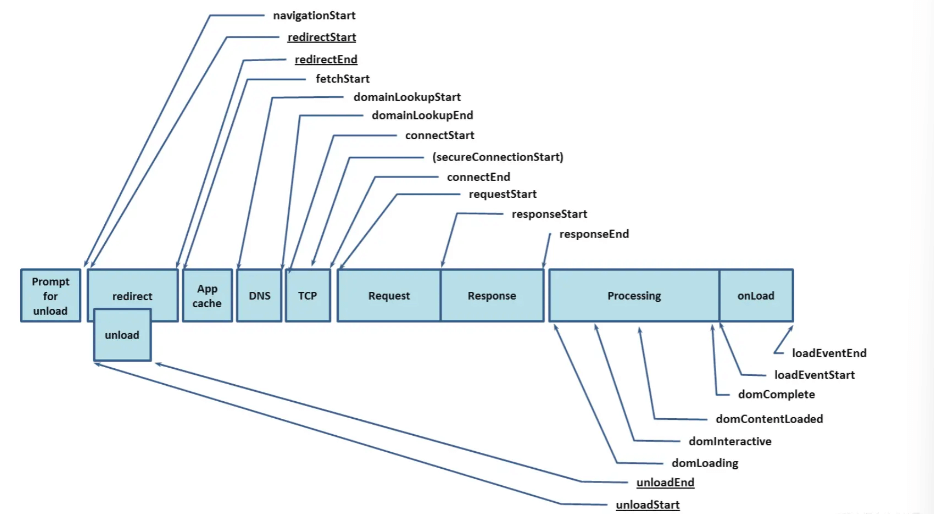 navigationStart
redirectStart
redirectEnd
fetchStart
domainLookupStart
domainLookupEnd
connectStart
(secureConnectionStart)
connectEnd
requestStart
responseStart
responseEnd
Prompt
for
unload
redirect
unload
App
cache
DNS
TCP
Request
Response
Processing
onLoad
loadEventEnd
loadEventStart
domComplete
domContentLoaded
domInteractive
domLoading
unloadEnd
unloadStart